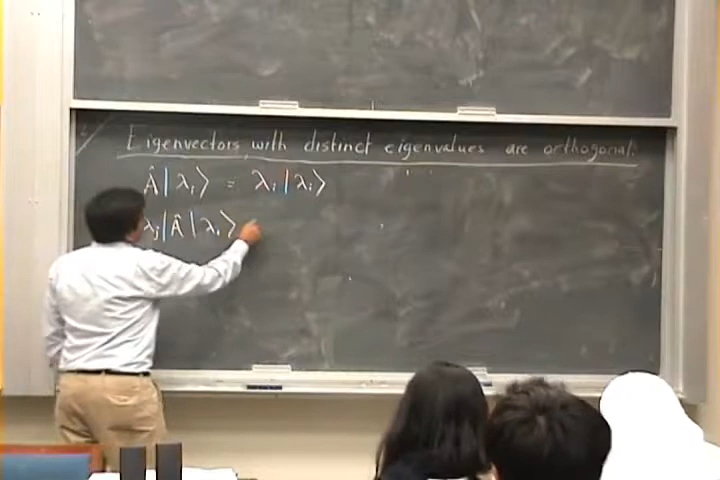 Eigenvectors with distinct eigenvalues are orthogonal.
Â|λᵢ⟩ = λᵢ|λᵢ⟩
λⱼ|Â|λᵢ⟩